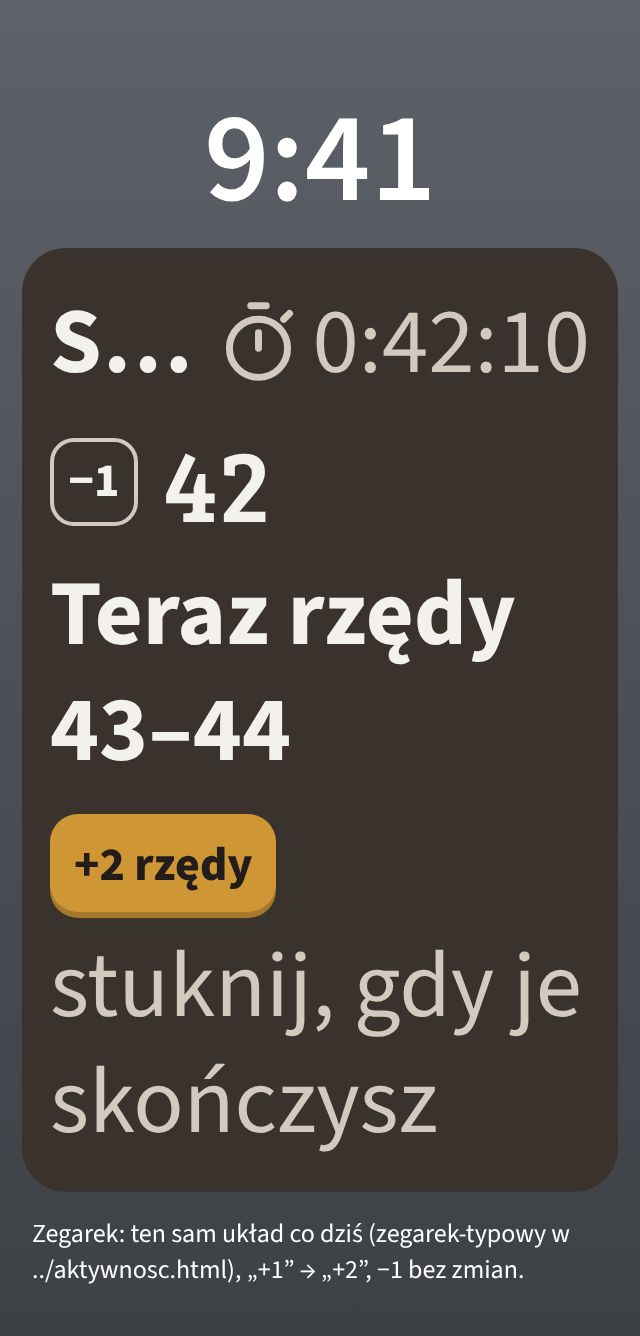 9:41
S… 0:42:10
−1 42
Teraz rzędy
43–44
+2 rzędy
stuknij, gdy je
skończysz
Zegarek: ten sam układ co dziś (zegarek-typowy w
../aktywnosc.html), „+1” → „+2”, −1 bez zmian.